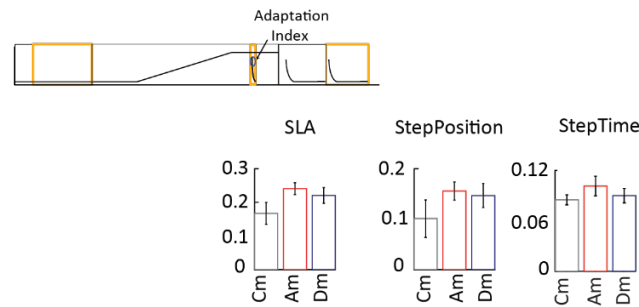 Adaptation
Index
SLA
StepPosition
StepTime
0.3
0.2
0.1
0
Cm
Am
Dm
0.2
0.1
0
Cm
Am
Dm
0.12
0.06
0
Cm
Am
Dm